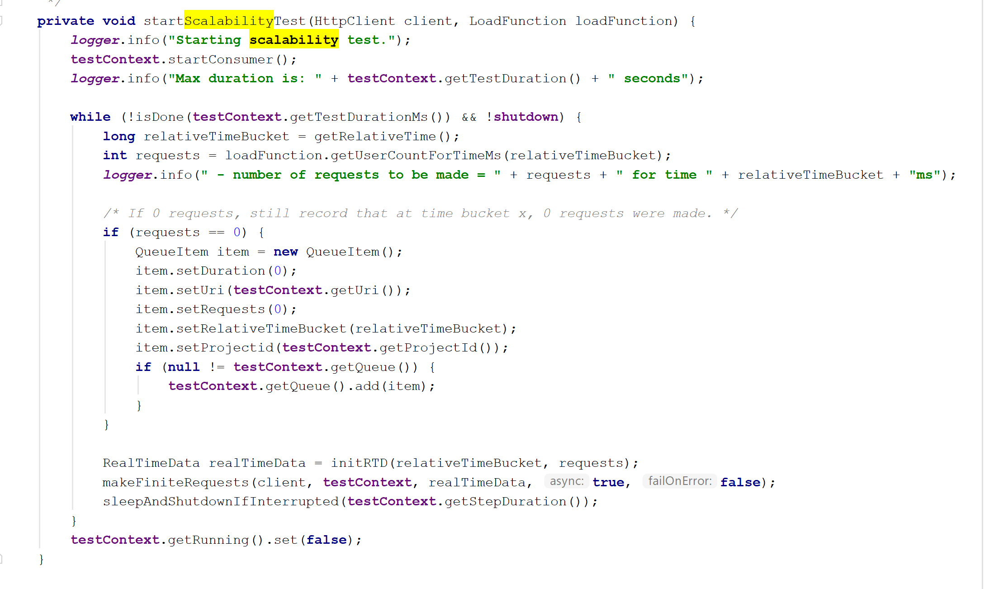 */
private void startScalabilityTest(HttpClient client, LoadFunction loadFunction) {
logger.info("Starting scalability test.");
testContext.startConsumer();
logger.info("Max duration is: " + testContext.getTestDuration() + " seconds");
while (!isDone(testContext.getTestDurationMs()) && !shutdown) {
long relativeTimeBucket = getRelativeTime();
int requests = loadFunction.getUserCountForTimeMs(relativeTimeBucket);
logger.info(" - number of requests to be made = " + requests + " for time " + relativeTimeBucket + "ms");
/* If 0 requests, still record that at time bucket x, 0 requests were made. */
if (requests == 0) {
QueueItem item = new QueueItem();
item.setDuration(0);
item.setUri(testContext.getUri());
item.setRequests(0);
item.setRelativeTimeBucket(relativeTimeBucket);
item.setProjectid(testContext.getProjectId());
if (null != testContext.getQueue()) {
testContext.getQueue().add(item);
}
}
RealTimeData realTimeData = initRTD(relativeTimeBucket, requests);
makeFiniteRequests(client, testContext, realTimeData, async: true, failOnError: false);
sleepAndShutdownIfInterrupted(testContext.getStepDuration());
}
testContext.getRunning().set(false);
}